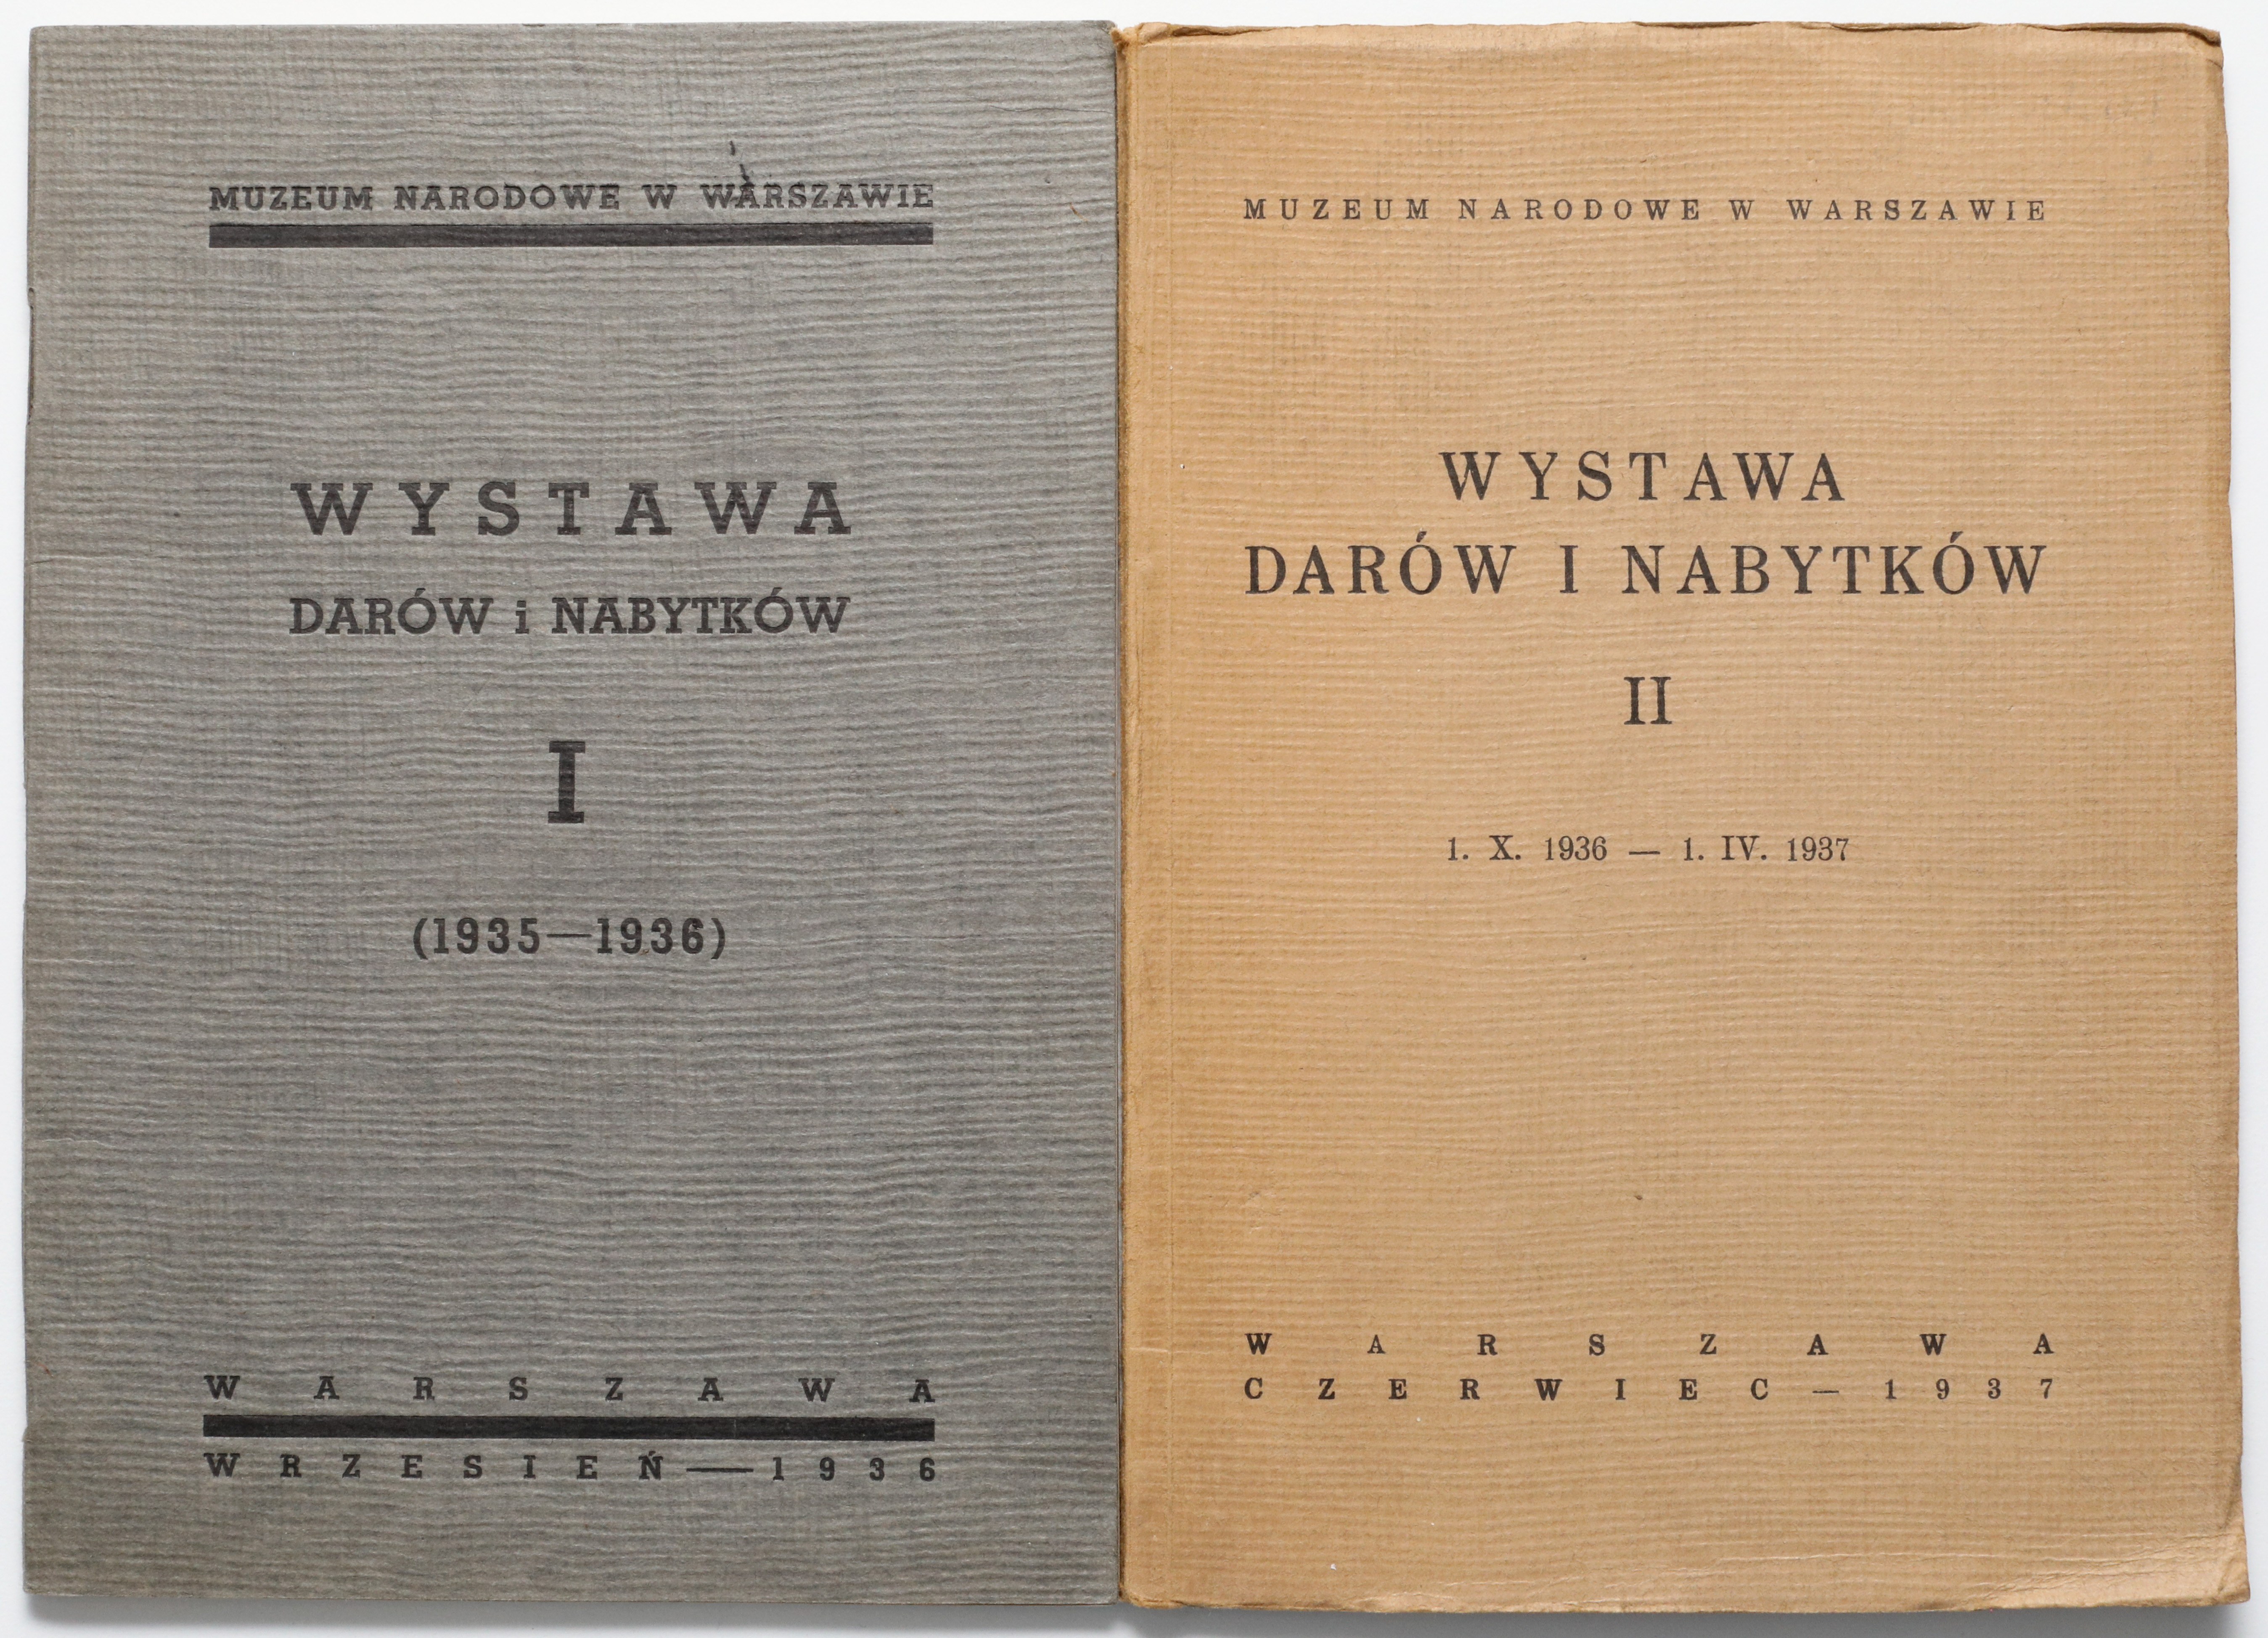 MUZEUM NARODOWE W WARSZAWIE
WYSTAWA
DARÓW i NABYTKÓW
I
(1935—1936)
WARSZAWA
WRZESIEŃ—1936
MUZEUM NARODOWE W WARSZAWIE
WYSTAWA
DARÓW I NABYTKÓW
II
1. X. 1936 — 1. IV. 1937
WARSZAWA
CZERWIEC—1937